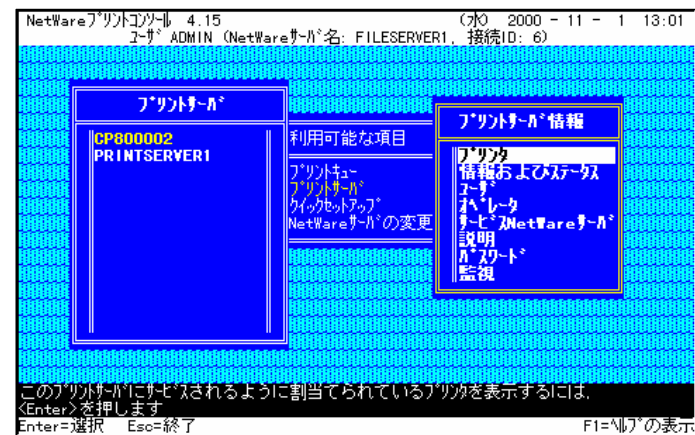 NetWareﾌﾟﾘﾝﾄｺﾝｿｰﾙ 4.15 (水) 2000 - 11 - 1 13:01
ﾕｰｻﾞ ADMIN (NetWareｻｰﾊﾞ名: FILESERVER1, 接続ID: 6)
ﾌﾟﾘﾝﾄｻｰﾊﾞ
CP800002
PRINTSERVER1
利用可能な項目
ﾌﾟﾘﾝﾄｷｭｰ
ﾌﾟﾘﾝﾄｻｰﾊﾞ
ｸｲｯｸｾｯﾄｱｯﾌﾟ
NetWareｻｰﾊﾞの変更
ﾌﾟﾘﾝﾄｻｰﾊﾞ情報
ﾌﾟﾘﾝﾀ
情報およびｽﾃｰﾀｽ
ﾕｰｻﾞ
ｵﾍﾟﾚｰﾀ
ｻｰﾋﾞｽNetWareｻｰﾊﾞ
説明
ﾊﾟｽﾜｰﾄﾞ
監視
このﾌﾟﾘﾝﾄｻｰﾊﾞにｻｰﾋﾞｽされるように割当てられているﾌﾟﾘﾝﾀを表示するには,
<Enter>を押します
Enter=選択 Esc=終了 F1=ﾍﾙﾌﾟの表示